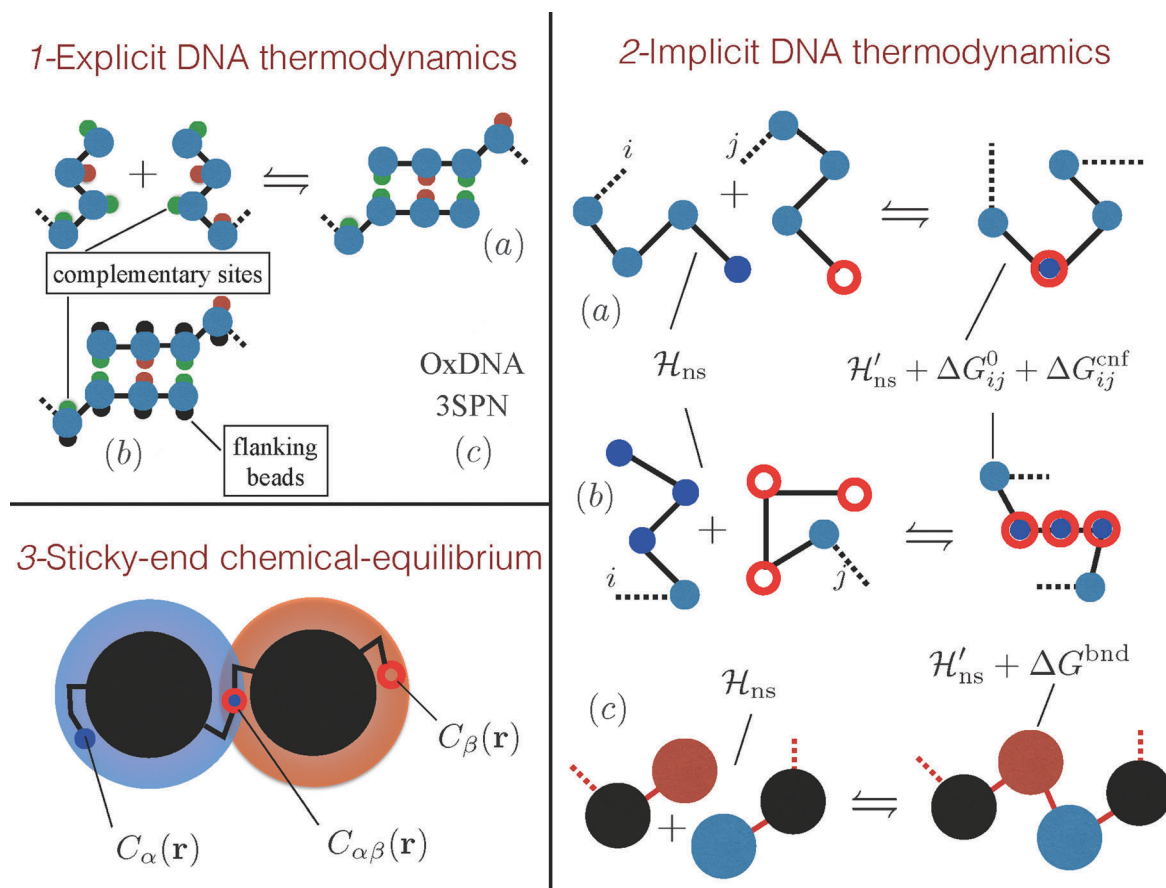 1-Explicit DNA thermodynamics
+
⇌
(a)
complementary sites
OxDNA
3SPN
(b)
(c)
flanking
beads
2-Implicit DNA thermodynamics
i
j
+
⇌
(a)
ℋns
ℋ′ns + ΔG⁰ij + ΔGᶜⁿᶠij
(b)
+
⇌
i
j
ℋns
ℋ′ns + ΔGᵇⁿᵈ
(c)
+
⇌
3-Sticky-end chemical-equilibrium
Cβ(r)
Cα(r)
Cαβ(r)